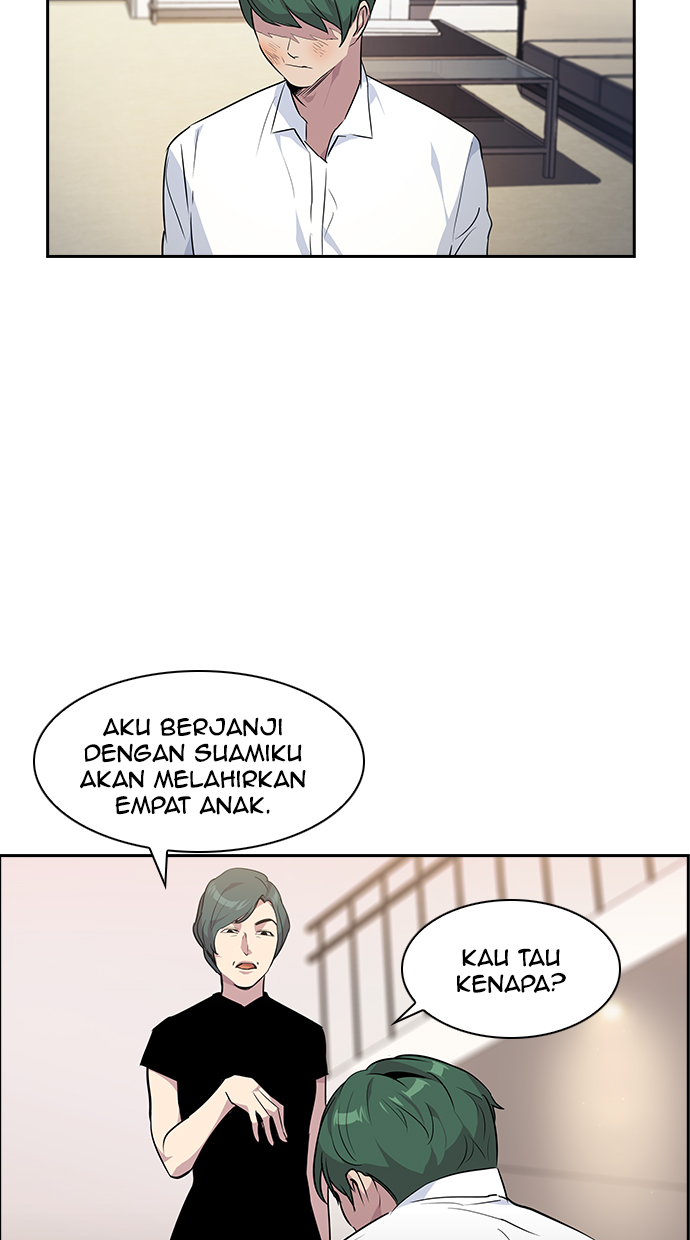 AKU BERJANJI
DENGAN SUAMIKU
AKAN MELAHIRKAN
EMPAT ANAK.
KAU TAU
KENAPA?